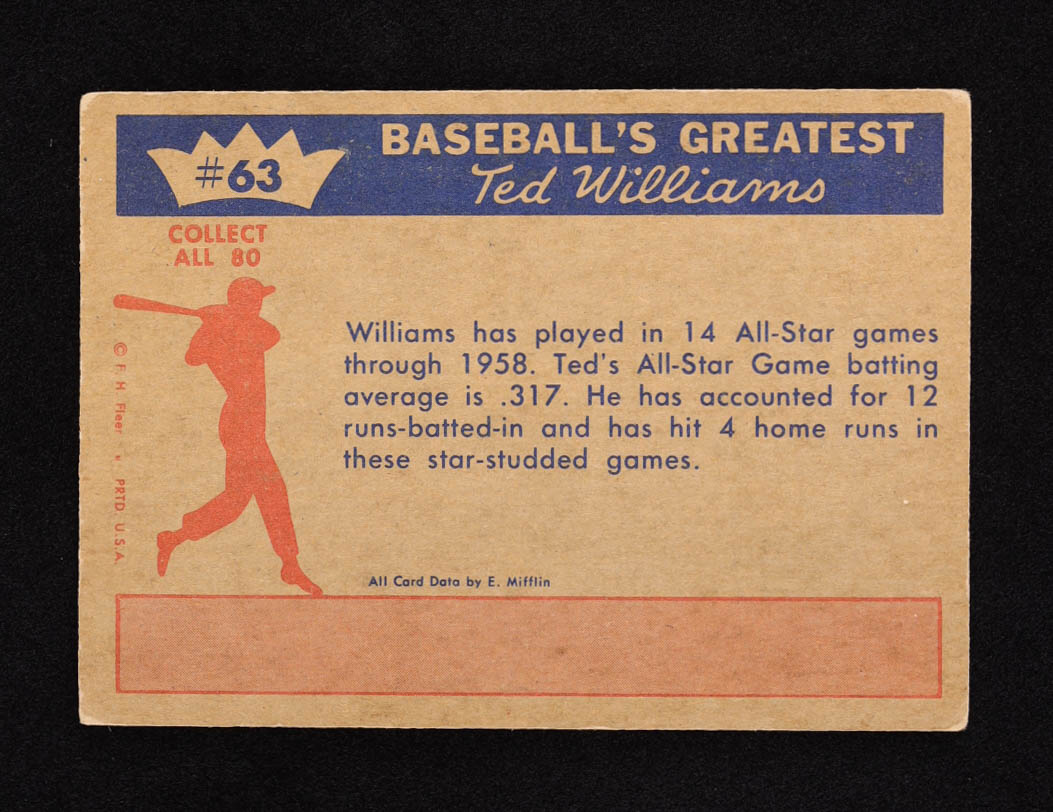 #63
BASEBALL'S GREATEST
Ted Williams
COLLECT
ALL 80
Williams has played in 14 All-Star games
through 1958. Ted's All-Star Game batting
average is .317. He has accounted for 12
runs-batted-in and has hit 4 home runs in
these star-studded games.
© F. H Fleer • PRTD. U.S.A.
All Card Data by E. Mifflin